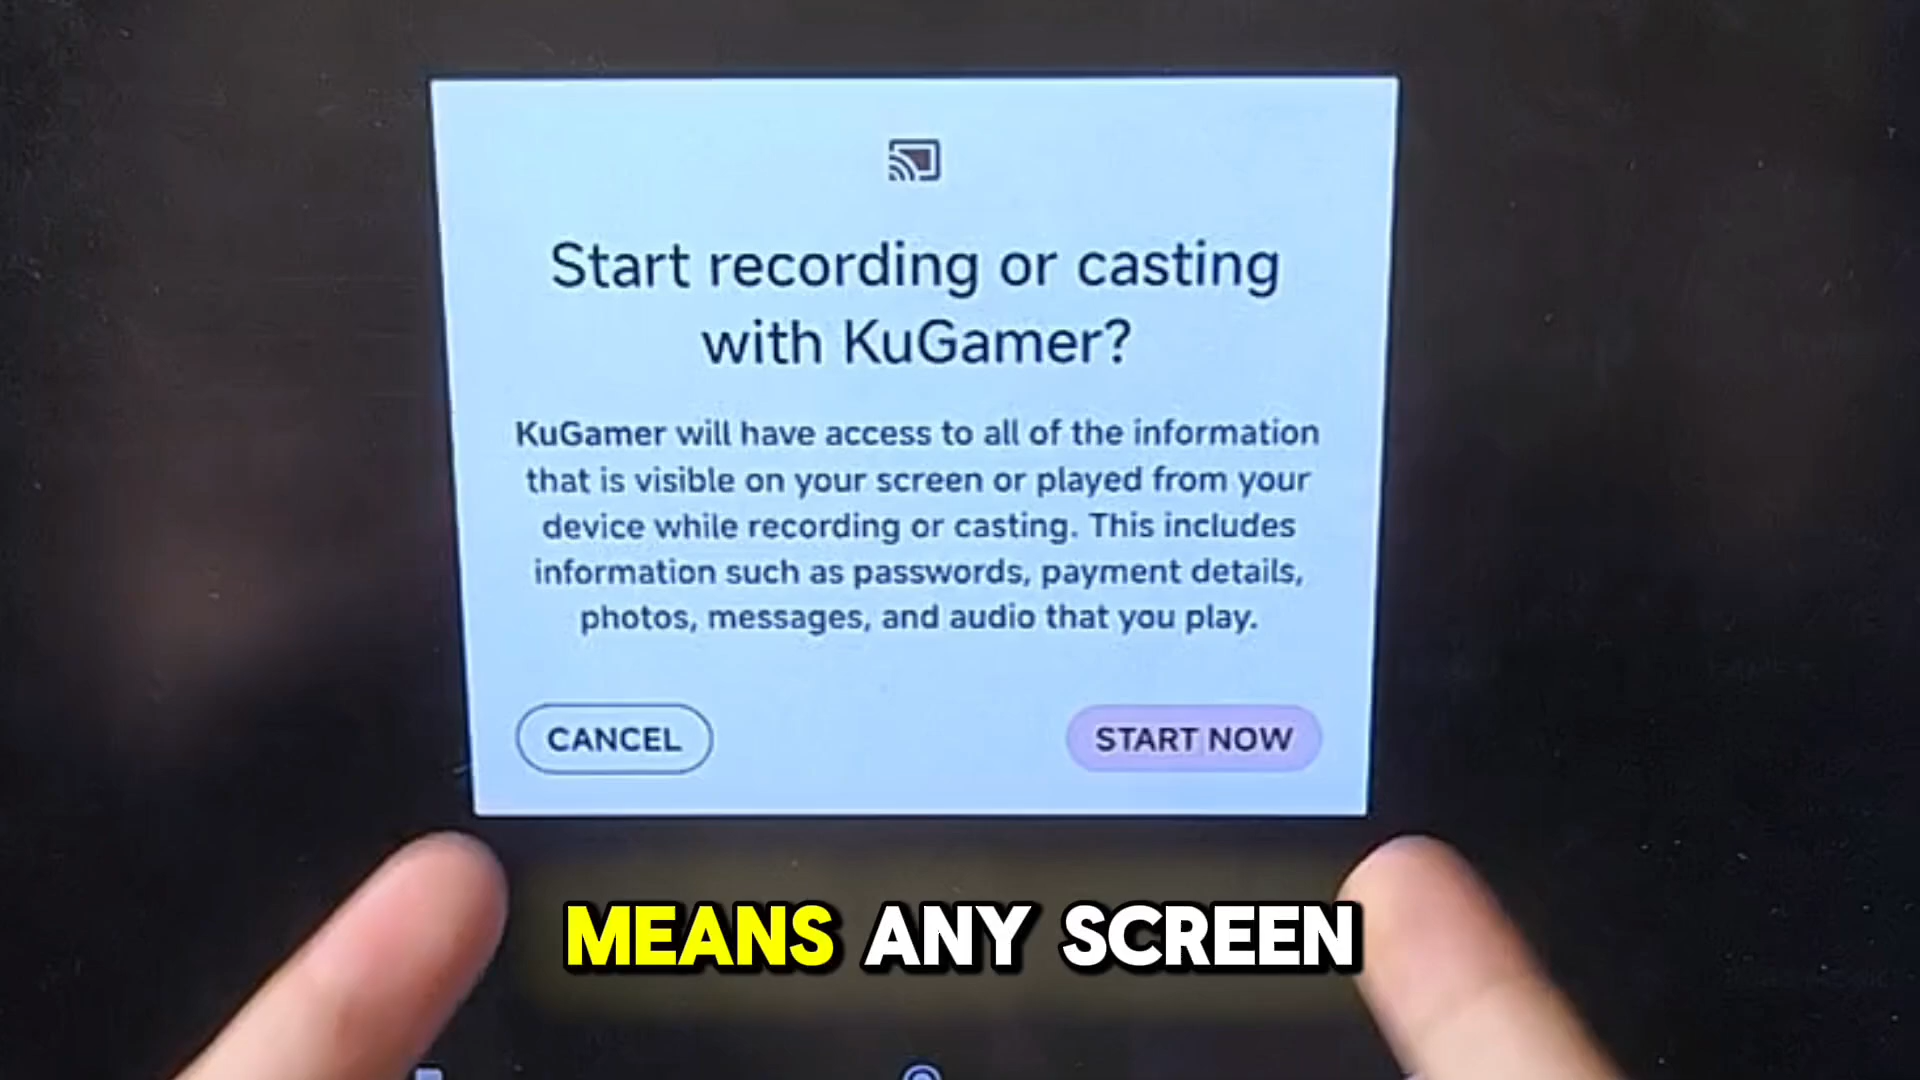 Start recording or casting
with KuGamer?
KuGamer will have access to all of the information
that is visible on your screen or played from your
device while recording or casting. This includes
information such as passwords, payment details,
photos, messages, and audio that you play.
CANCEL
START NOW
MEANS ANY SCREEN